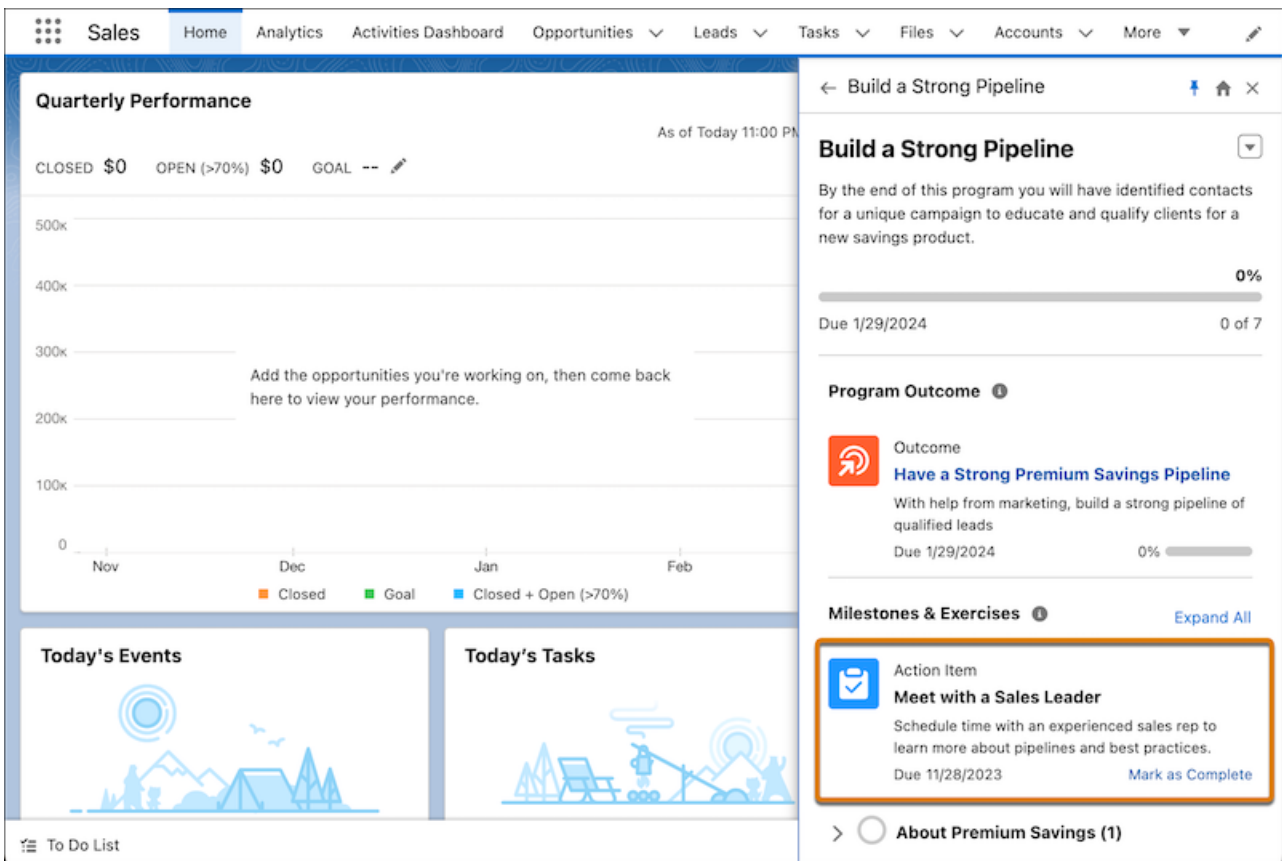 Sales
Home
Analytics
Activities Dashboard
Opportunities
Leads
Tasks
Files
Accounts
More
Quarterly Performance
As of Today 11:00 PM
CLOSED $0 OPEN (>70%) $0 GOAL --
500K
400K
300K
200K
100K
0
Add the opportunities you're working on, then come back
here to view your performance.
Nov Dec Jan Feb
Closed Goal Closed + Open (>70%)
Today's Events
Today's Tasks
To Do List
Build a Strong Pipeline
Build a Strong Pipeline
By the end of this program you will have identified contacts
for a unique campaign to educate and qualify clients for a
new savings product.
0%
Due 1/29/2024 0 of 7
Program Outcome
Outcome
Have a Strong Premium Savings Pipeline
With help from marketing, build a strong pipeline of
qualified leads
Due 1/29/2024 0%
Milestones & Exercises Expand All
Action Item
Meet with a Sales Leader
Schedule time with an experienced sales rep to
learn more about pipelines and best practices.
Due 11/28/2023 Mark as Complete
About Premium Savings (1)